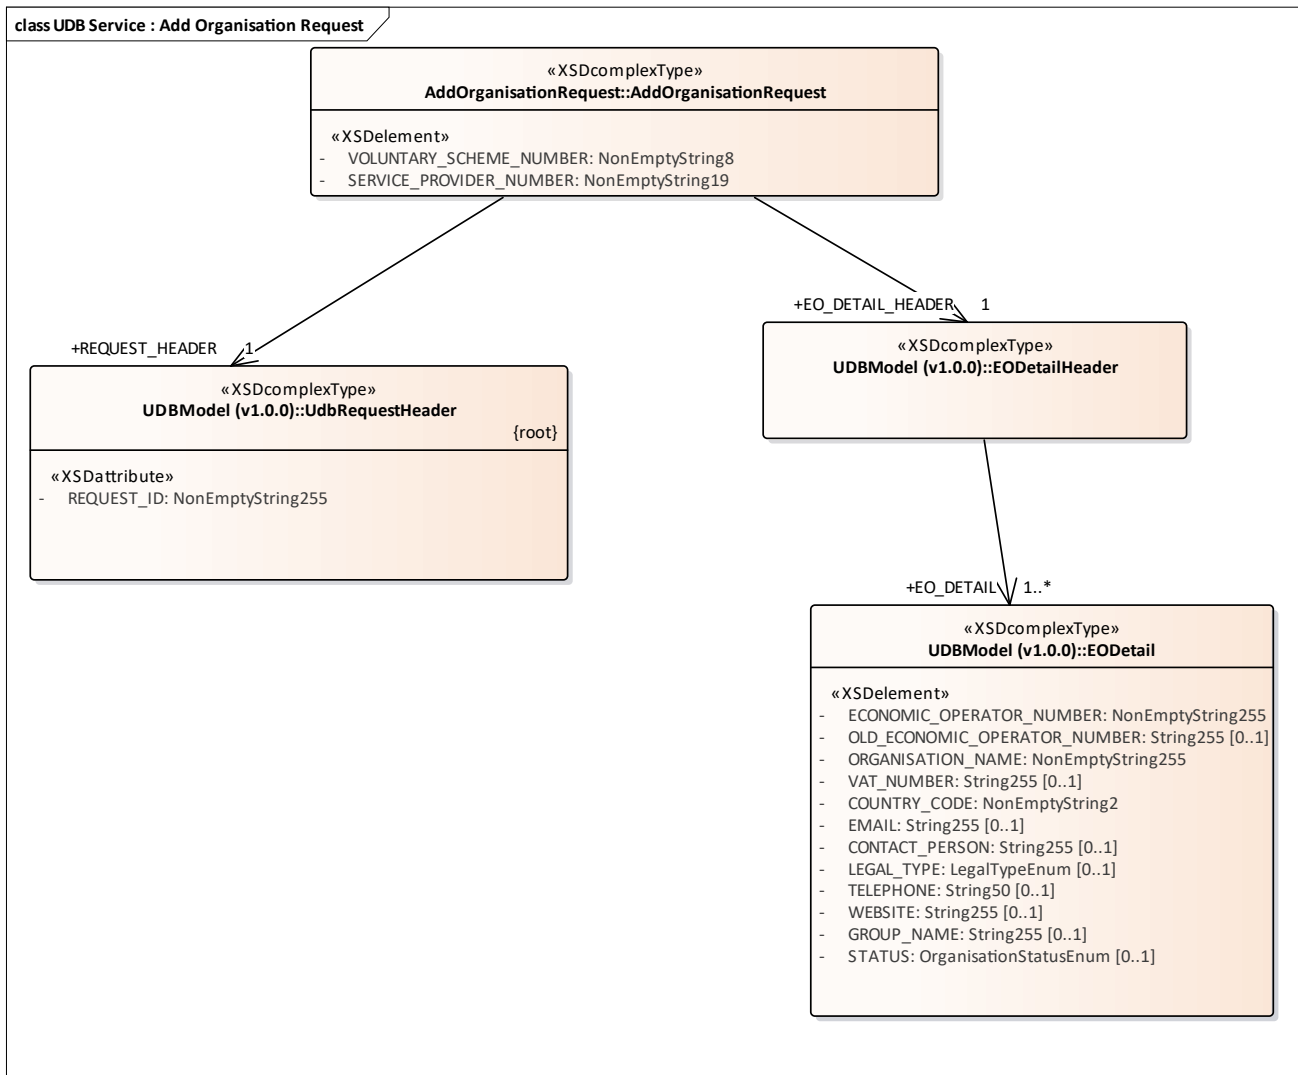 class UDB Service : Add Organisation Request
«XSDcomplexType»
AddOrganisationRequest::AddOrganisationRequest
«XSDelement»
- VOLUNTARY_SCHEME_NUMBER: NonEmptyString8
- SERVICE_PROVIDER_NUMBER: NonEmptyString19
+EO_DETAIL_HEADER 1
+REQUEST_HEADER 1
«XSDcomplexType»
UDBModel (v1.0.0)::EODetailHeader
«XSDcomplexType»
UDBModel (v1.0.0)::UdbRequestHeader
{root}
«XSDattribute»
- REQUEST_ID: NonEmptyString255
+EO_DETAIL 1..*
«XSDcomplexType»
UDBModel (v1.0.0)::EODetail
«XSDelement»
- ECONOMIC_OPERATOR_NUMBER: NonEmptyString255
- OLD_ECONOMIC_OPERATOR_NUMBER: String255 [0..1]
- ORGANISATION_NAME: NonEmptyString255
- VAT_NUMBER: String255 [0..1]
- COUNTRY_CODE: NonEmptyString2
- EMAIL: String255 [0..1]
- CONTACT_PERSON: String255 [0..1]
- LEGAL_TYPE: LegalTypeEnum [0..1]
- TELEPHONE: String50 [0..1]
- WEBSITE: String255 [0..1]
- GROUP_NAME: String255 [0..1]
- STATUS: OrganisationStatusEnum [0..1]